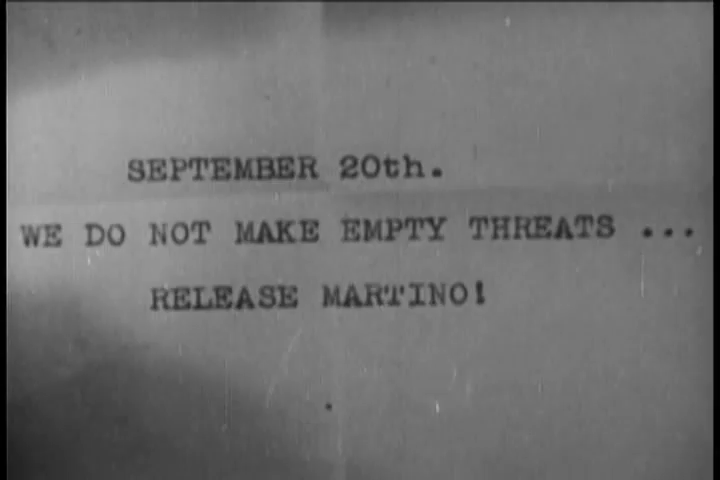 SEPTEMBER 20th.
WE DO NOT MAKE EMPTY THREATS ...
RELEASE MARTINO!